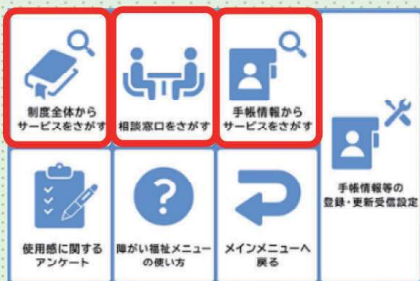 制度全体から
サービスをさがす
相談窓口をさがす
手帳情報から
サービスをさがす
手帳情報等の
登録・更新受信設定
使用感に関する
アンケート
障がい福祉メニュー
の使い方
メインメニューへ
戻る